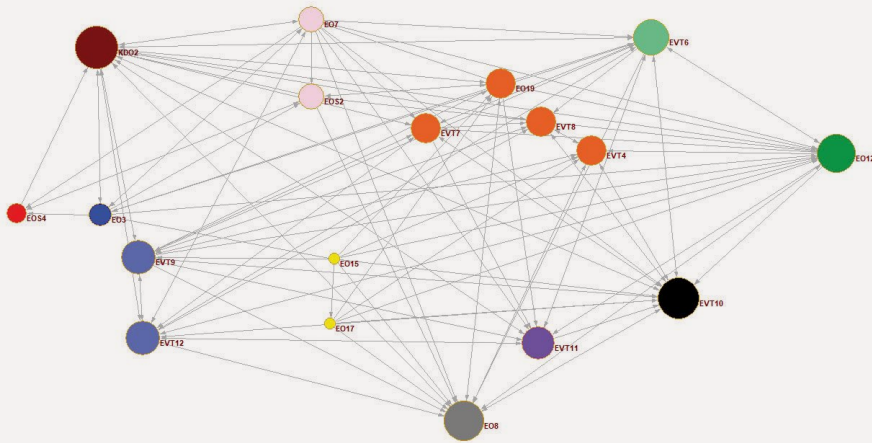 EO7
EVT6
KDO2
EO19
EOS2
EVT8
EVT7
EVT4
EO12
EOS4
EO3
EVT9
EO15
EVT10
EO17
EVT12
EVT11
EO8